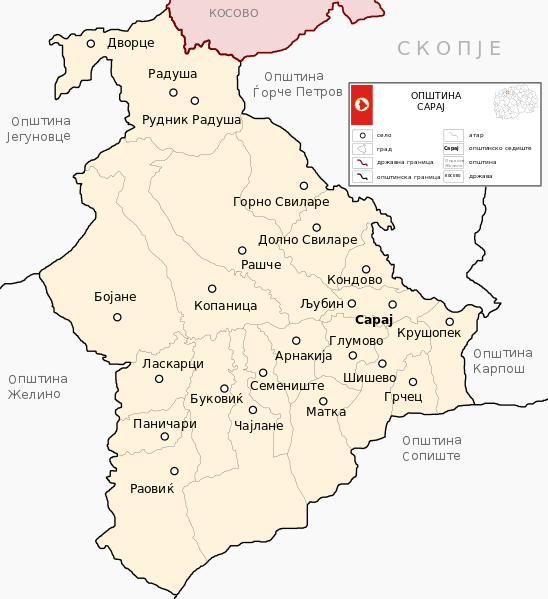 КОСОВО
Дворце
СКОПЈЕ
Радуша
Општина
Ѓорче Петров
Рудник Радуша
Општина
Јегуновце
ОПШТИНА
САРАЈ
село
атар
град
Сарај
општинско седиште
државна граница
општина
општинска граница
КОСОВО
држава
Горно Свиларе
Долно Свиларе
Рашче
Кондово
Бојане
Копаница
Љубин
Сарај
Крушопек
Глумово
Арнакија
Општина
Карпош
Ласкарци
Шишево
Општина
Желино
Семениште
Буковиќ
Грчец
Матка
Паничари
Чајлане
Општина
Сопиште
Раовиќ